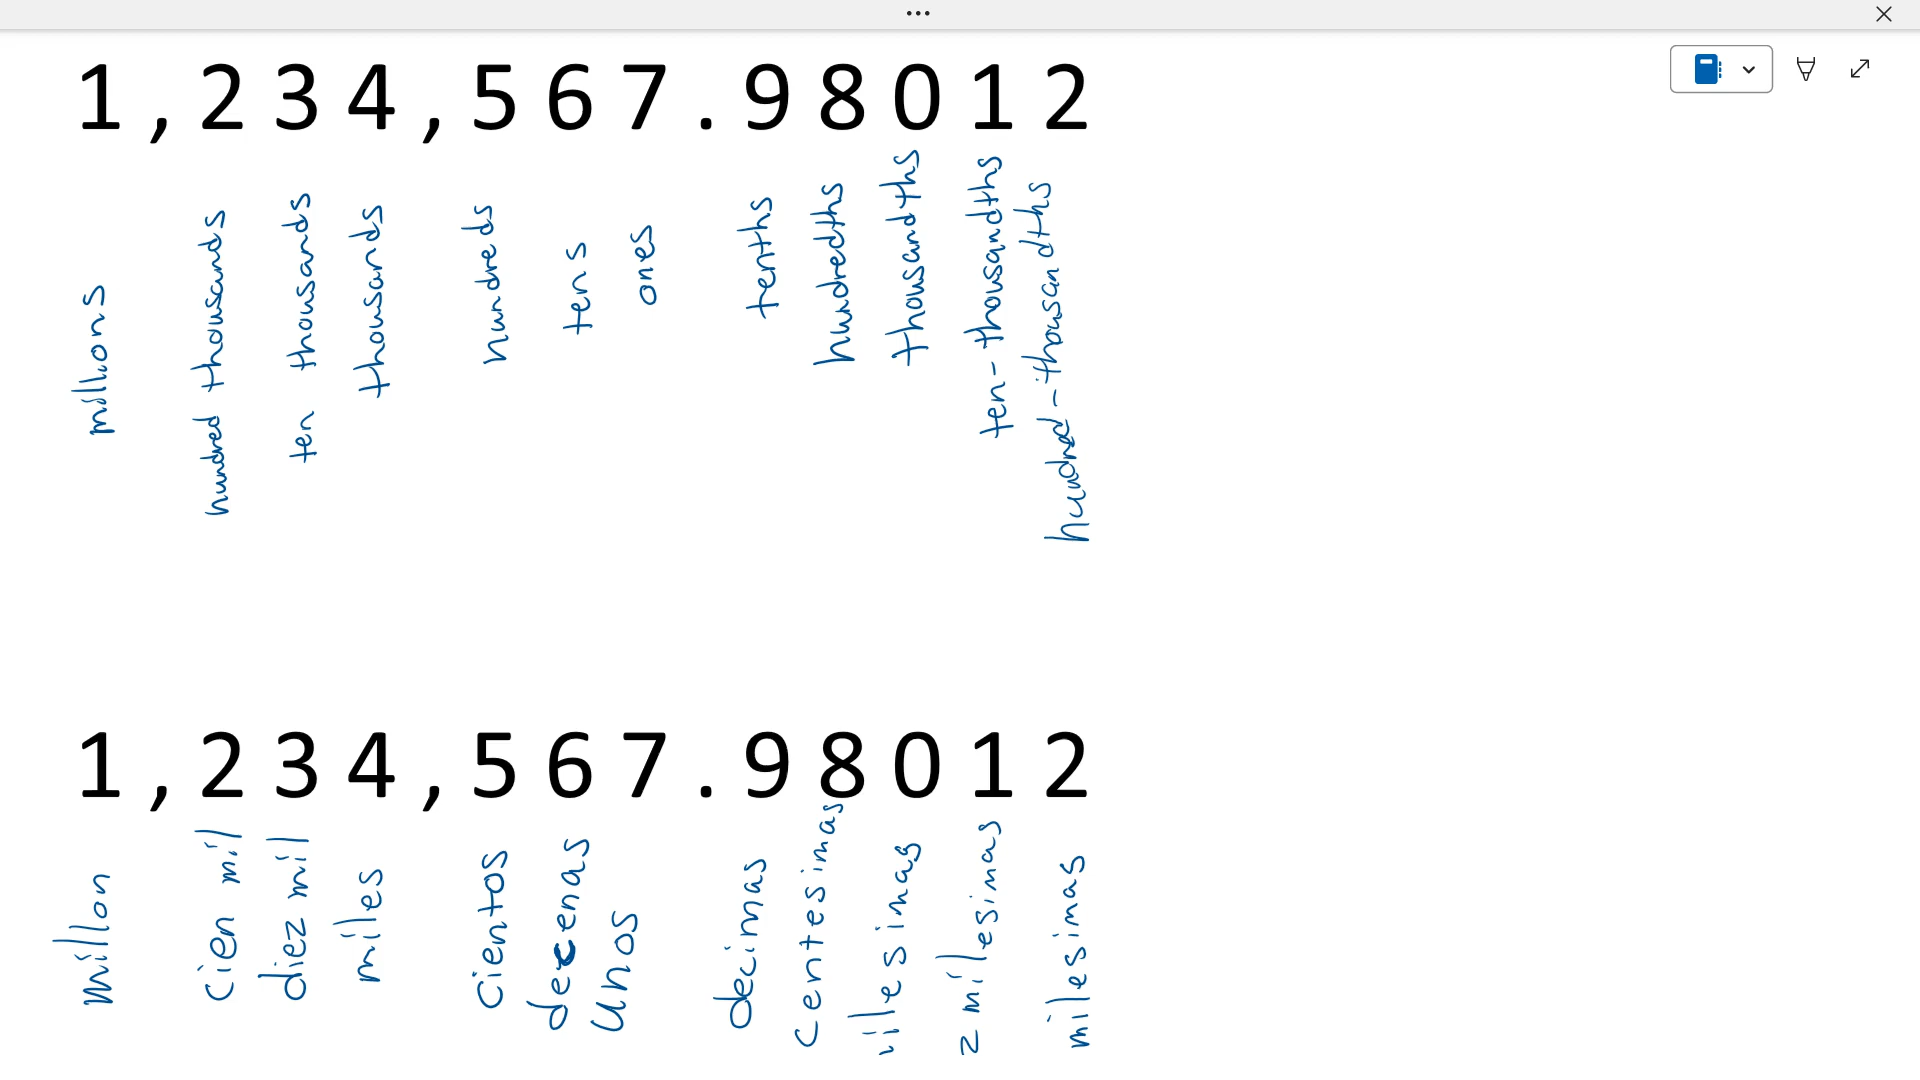 1,234,567.98012
millions
hundred thousands
ten thousands
thousands
hundreds
tens
ones
tenths
hundredths
thousandths
ten-thousandths
hundred-thousandths
1,234,567.98012
millon
cien mil
diez mil
miles
cientos
decenas
unos
decimas
centesimas
ilesimas
z milesimas
milesimas